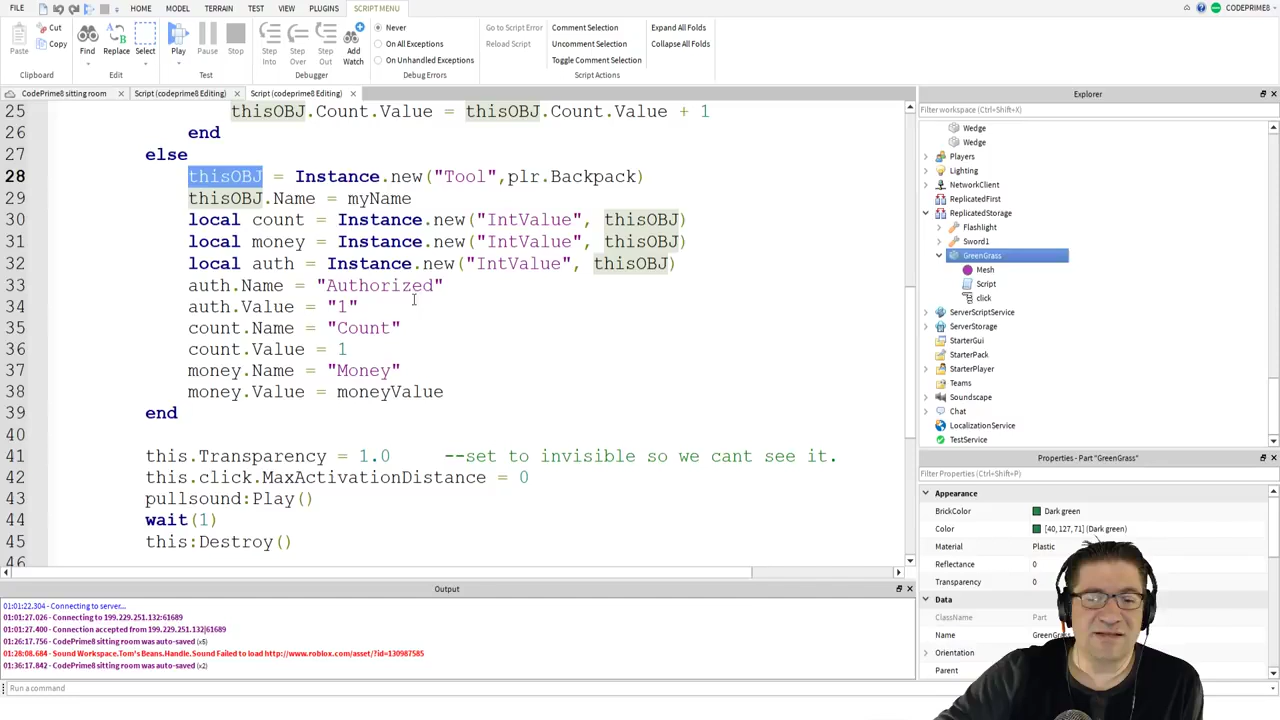 FILE
HOME
MODEL
TERRAIN
TEST
VIEW
PLUGINS
SCRIPT MENU
CODEPRIME8
Paste
Cut
Copy
Clipboard
Find
Replace
Select
Edit
Play
Pause
Stop
Test
Step Into
Step Over
Step Out
Add Watch
Debugger
Never
On All Exceptions
On Unhandled Exceptions
Debug Errors
Go to Script Error
Reload Script
Comment Selection
Uncomment Selection
Toggle Comment Selection
Expand All Folds
Collapse All Folds
Script Actions
CodePrime8 sitting room
Script (codeprime8 Editing)
Script (codeprime8 Editing)
25 thisOBJ.Count.Value = thisOBJ.Count.Value + 1
26 end
27 else
28 thisOBJ = Instance.new("Tool",plr.Backpack)
29 thisOBJ.Name = myName
30 local count = Instance.new("IntValue", thisOBJ)
31 local money = Instance.new("IntValue", thisOBJ)
32 local auth = Instance.new("IntValue", thisOBJ)
33 auth.Name = "Authorized"
34 auth.Value = "1"
35 count.Name = "Count"
36 count.Value = 1
37 money.Name = "Money"
38 money.Value = moneyValue
39 end
40
41 this.Transparency = 1.0 --set to invisible so we cant see it.
42 this.click.MaxActivationDistance = 0
43 pullsound:Play()
44 wait(1)
45 this:Destroy()
46
Explorer
Filter workspace (Ctrl+Shift+X)
Wedge
Wedge
Players
Lighting
NetworkClient
ReplicatedFirst
ReplicatedStorage
Flashlight
Sword1
GreenGrass
Mesh
Script
click
ServerScriptService
ServerStorage
StarterGui
StarterPack
StarterPlayer
Teams
Soundscape
Chat
LocalizationService
TestService
Properties - Part "GreenGrass"
Filter Properties (Ctrl+Shift+P)
Appearance
BrickColor Dark green
Color [40, 127, 71] (Dark green)
Material Plastic
Reflectance 0
Transparency 0
Data
ClassName Part
Name GreenGrass
Orientation
Parent
Output
01:01:22.304 - Connecting to server...
01:01:27.026 - Connecting to 199.229.251.132:61689
01:01:27.400 - Connection accepted from 199.229.251.132|61689
01:26:17.756 - CodePrime8 sitting room was auto-saved (x5)
01:28:08.684 - Sound Workspace.Tom's Beans.Handle.Sound Failed to load http://www.roblox.com/asset/?id=130987585
01:36:17.842 - CodePrime8 sitting room was auto-saved (x2)
Run a command